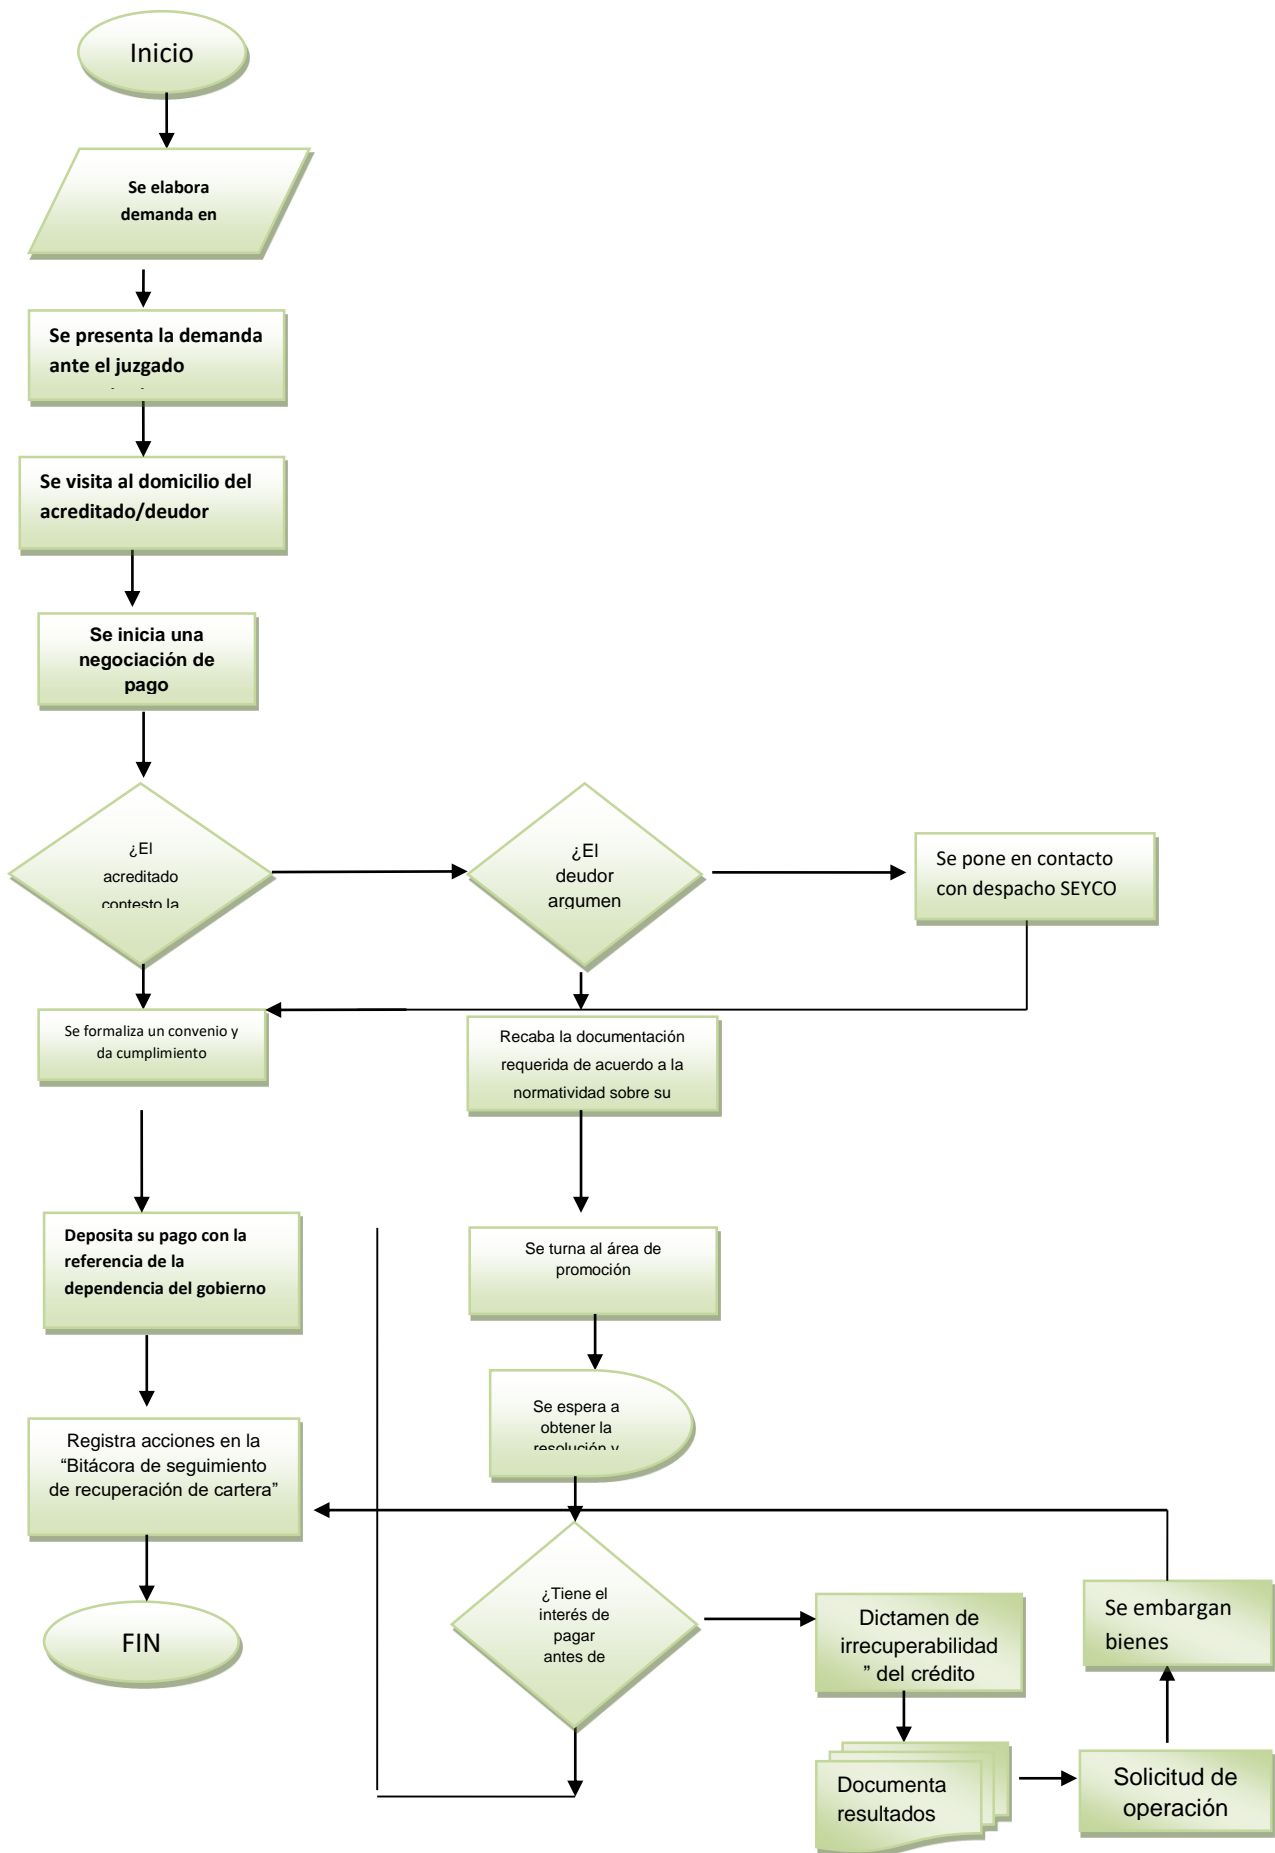 Inicio
Se elabora
demanda en
Se presenta la demanda
ante el juzgado
Se visita al domicilio del
acreditado/deudor
Se inicia una
negociación de
pago
¿El
acreditado
contesto la
¿El
deudor
argumen
Se pone en contacto
con despacho SEYCO
Se formaliza un convenio y
da cumplimiento
Recaba la documentación
requerida de acuerdo a la
normatividad sobre su
Deposita su pago con la
referencia de la
dependencia del gobierno
Se turna al área de
promoción
Se espera a
obtener la
resolución y
Registra acciones en la
“Bitácora de seguimiento
de recuperación de cartera”
¿Tiene el
interés de
pagar
antes de
Dictamen de
irrecuperabilidad
” del crédito
Se embargan
bienes
FIN
Documenta
resultados
Solicitud de
operación